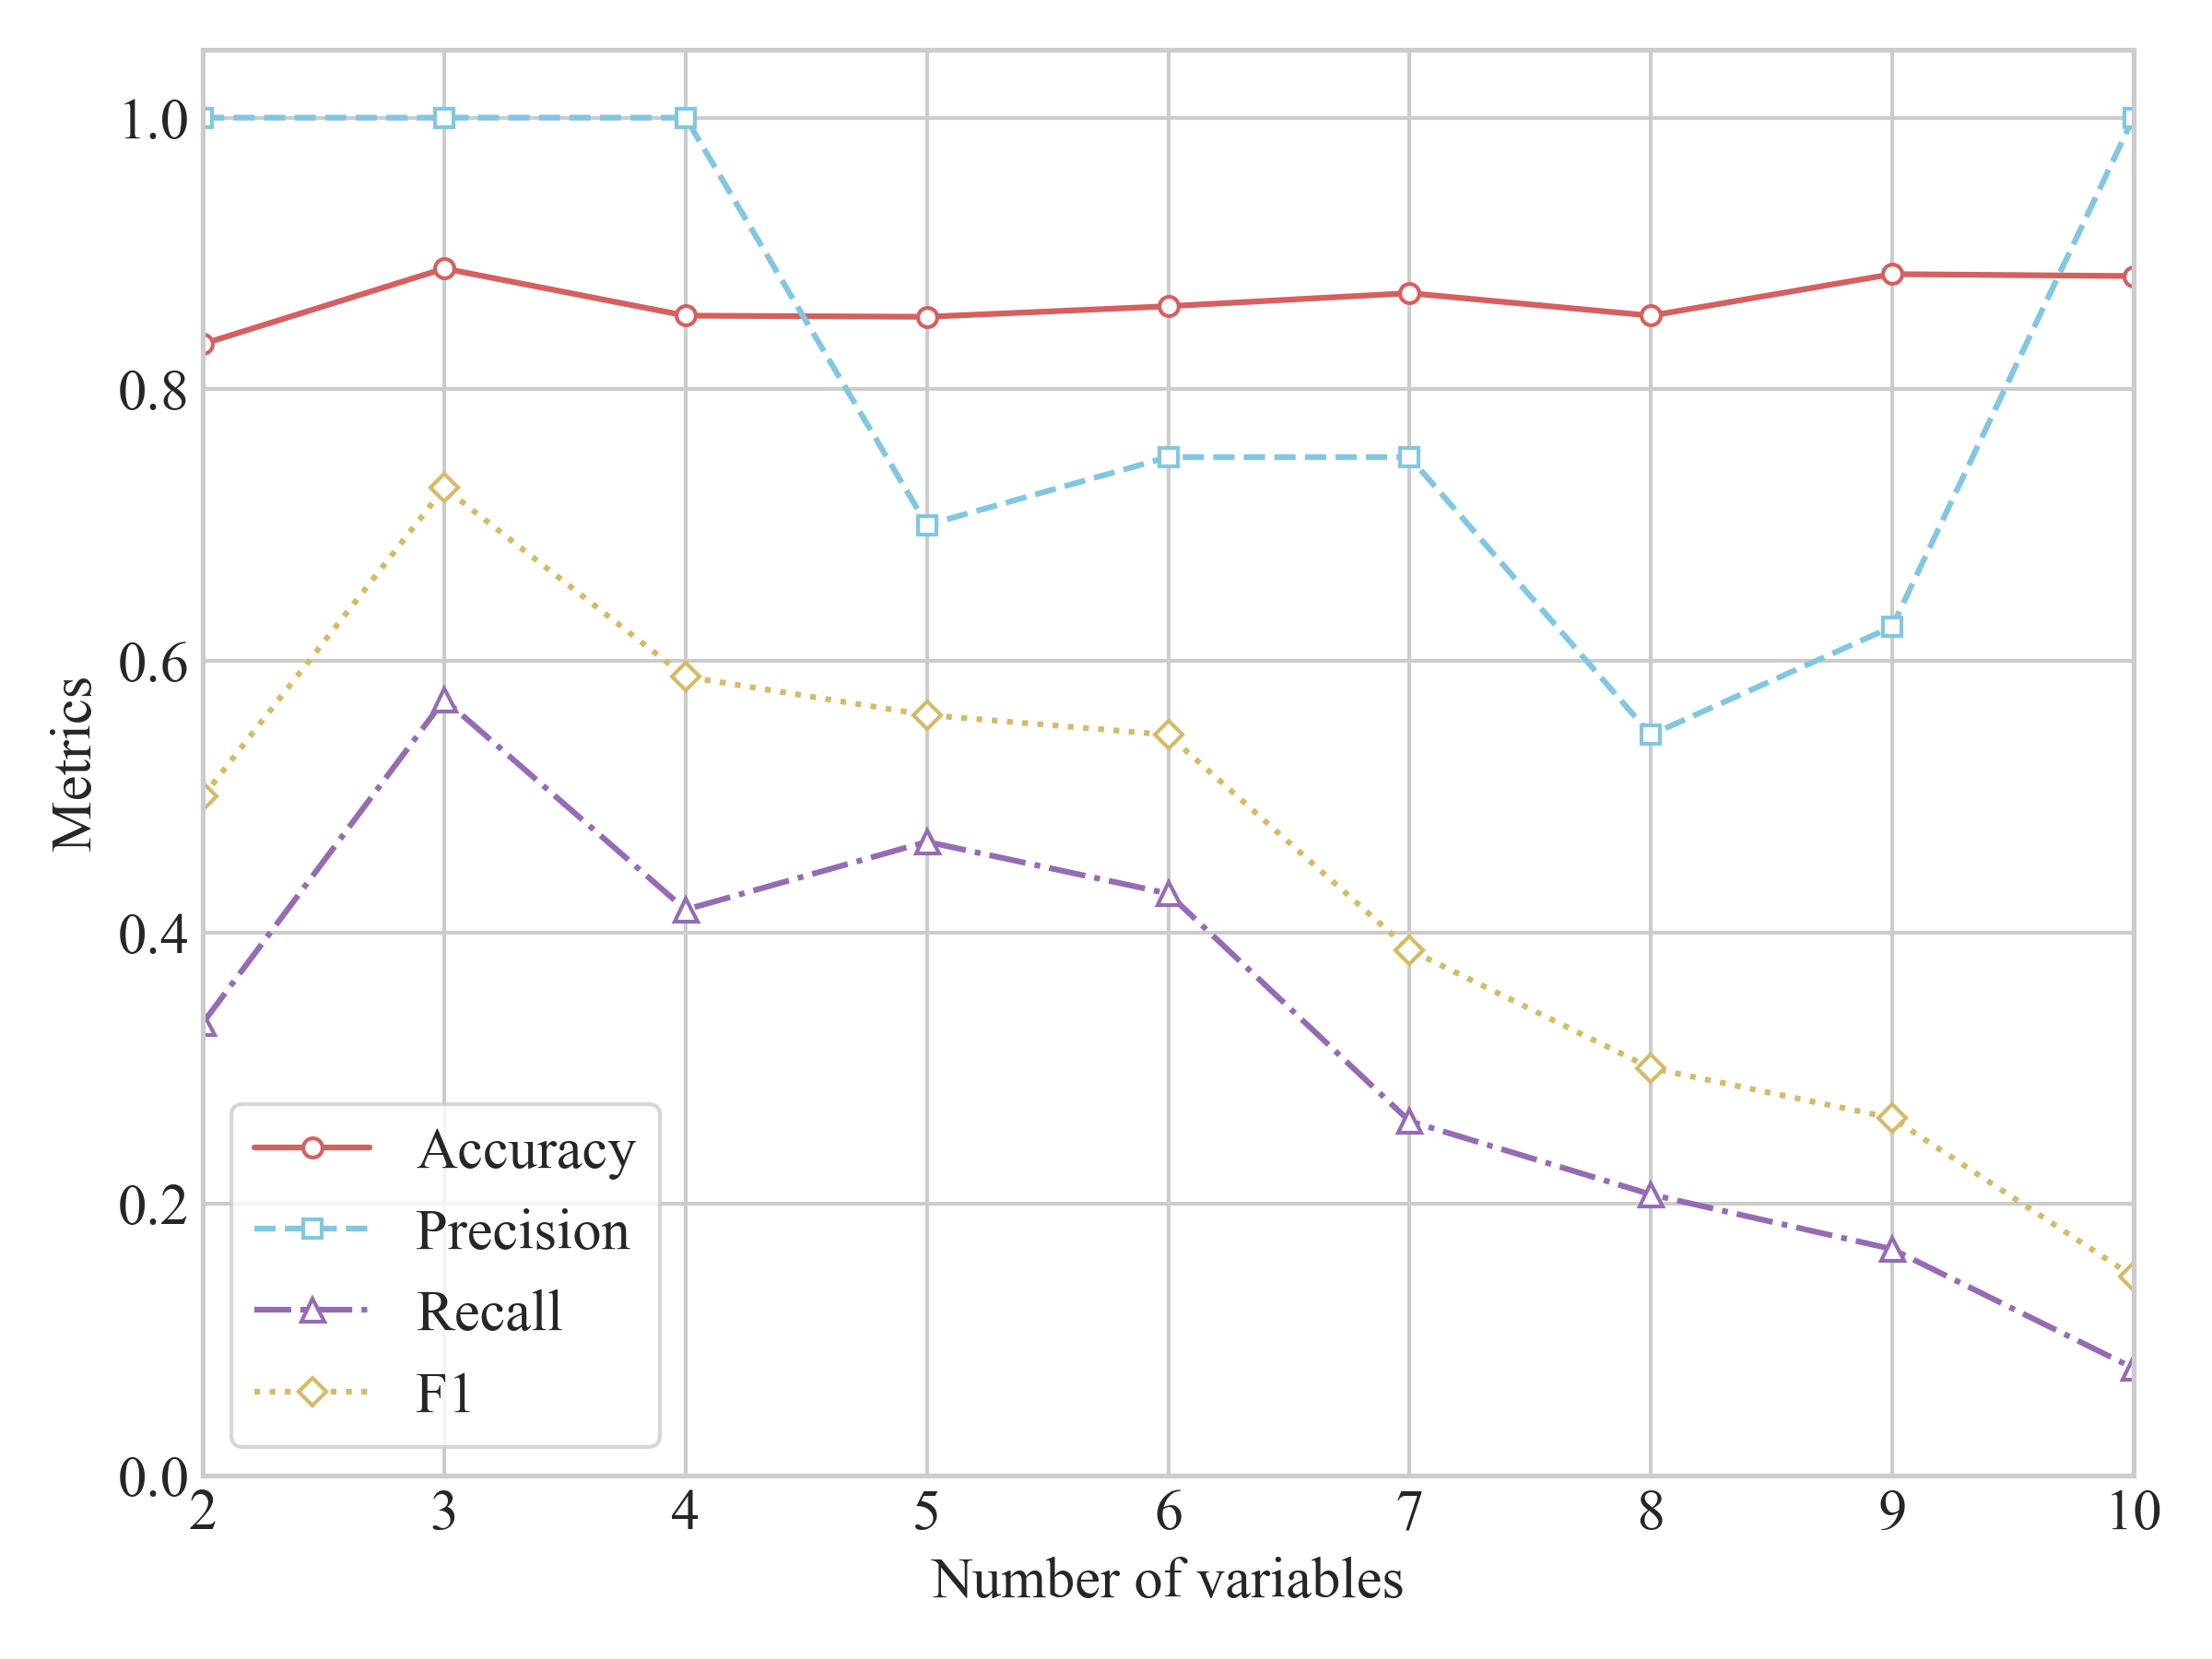 1.0
0.8
0.6
0.4
0.2
0.0
Metrics
Accuracy
Precision
Recall
F1
2 3 4 5 6 7 8 9 10
Number of variables